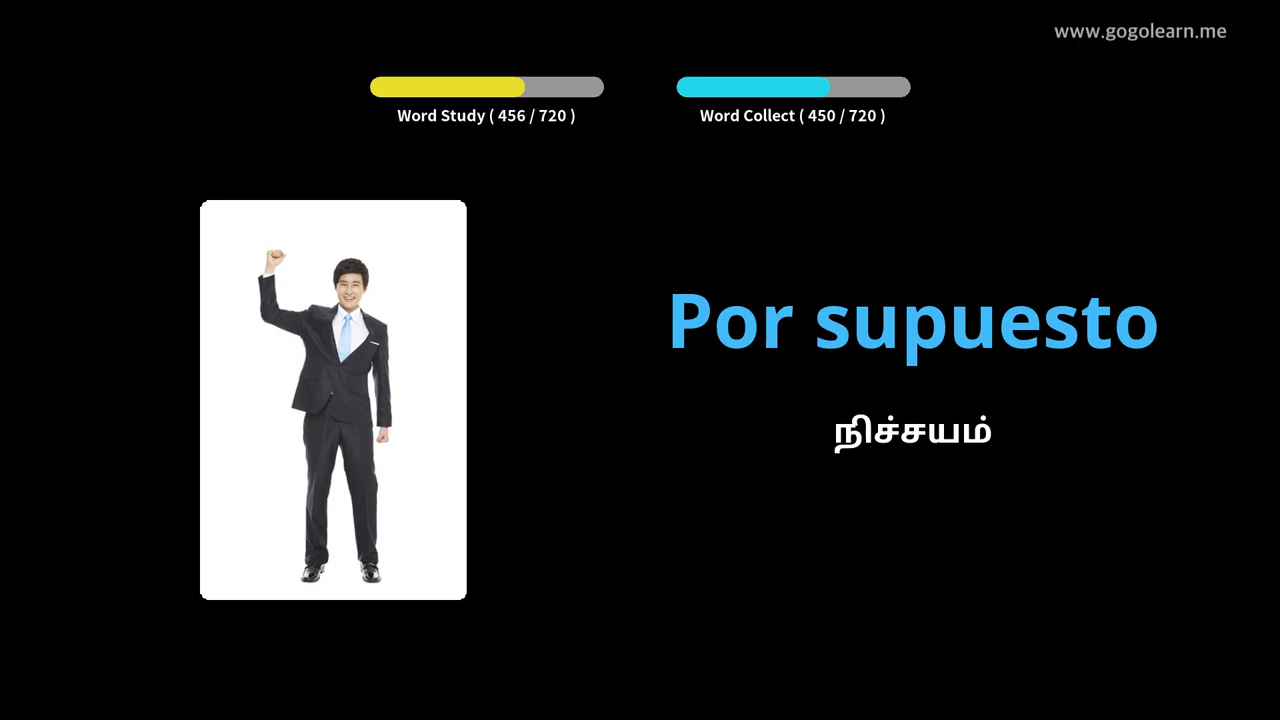 www.gogolearn.me
Word Study ( 456 / 720 )
Word Collect ( 450 / 720 )
Por supuesto
நிச்சயம்